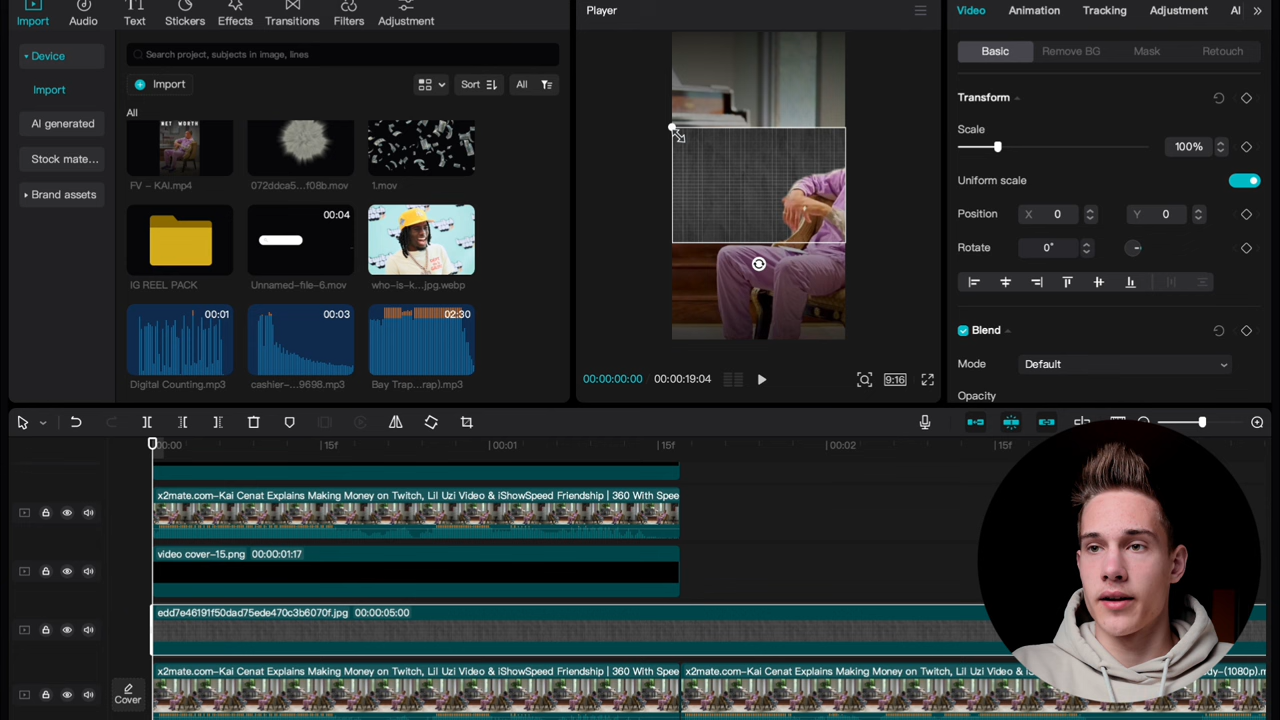 Import
Audio
Text
Stickers
Effects
Transitions
Filters
Adjustment
Device
Import
AI generated
Stock mate...
Brand assets
Search project, subjects in image, lines
Import
Sort
All
All
NET WORTH
FV - KAI.mp4
072ddca5...f08b.mov
1.mov
00:04
IG REEL PACK
Unnamed-file-6.mov
who-is-k...jpg.webp
00:01
00:03
02:30
Digital Counting.mp3
cashier-...9698.mp3
Bay Trap...rap).mp3
Player
00:00:00:00
00:00:19:04
9:16
Video
Animation
Tracking
Adjustment
AI
Basic
Remove BG
Mask
Retouch
Transform
Scale
100%
Uniform scale
Position
X 0
Y 0
Rotate
0°
Blend
Mode
Default
Opacity
00:00
15f
00:01
15f
00:02
15f
x2mate.com-Kai Cenat Explains Making Money on Twitch, Lil Uzi Video & iShowSpeed Friendship | 360 With Spee
video cover-15.png 00:00:01:17
edd7e46191f50dad75ede470c3b6070f.jpg 00:00:05:00
x2mate.com-Kai Cenat Explains Making Money on Twitch, Lil Uzi Video & iShowSpeed Friendship | 360 With Spee
x2mate.com-Kai Cenat Explains Making Money on Twitch, Lil Uzi Vid
dy-(1080p).m
Cover